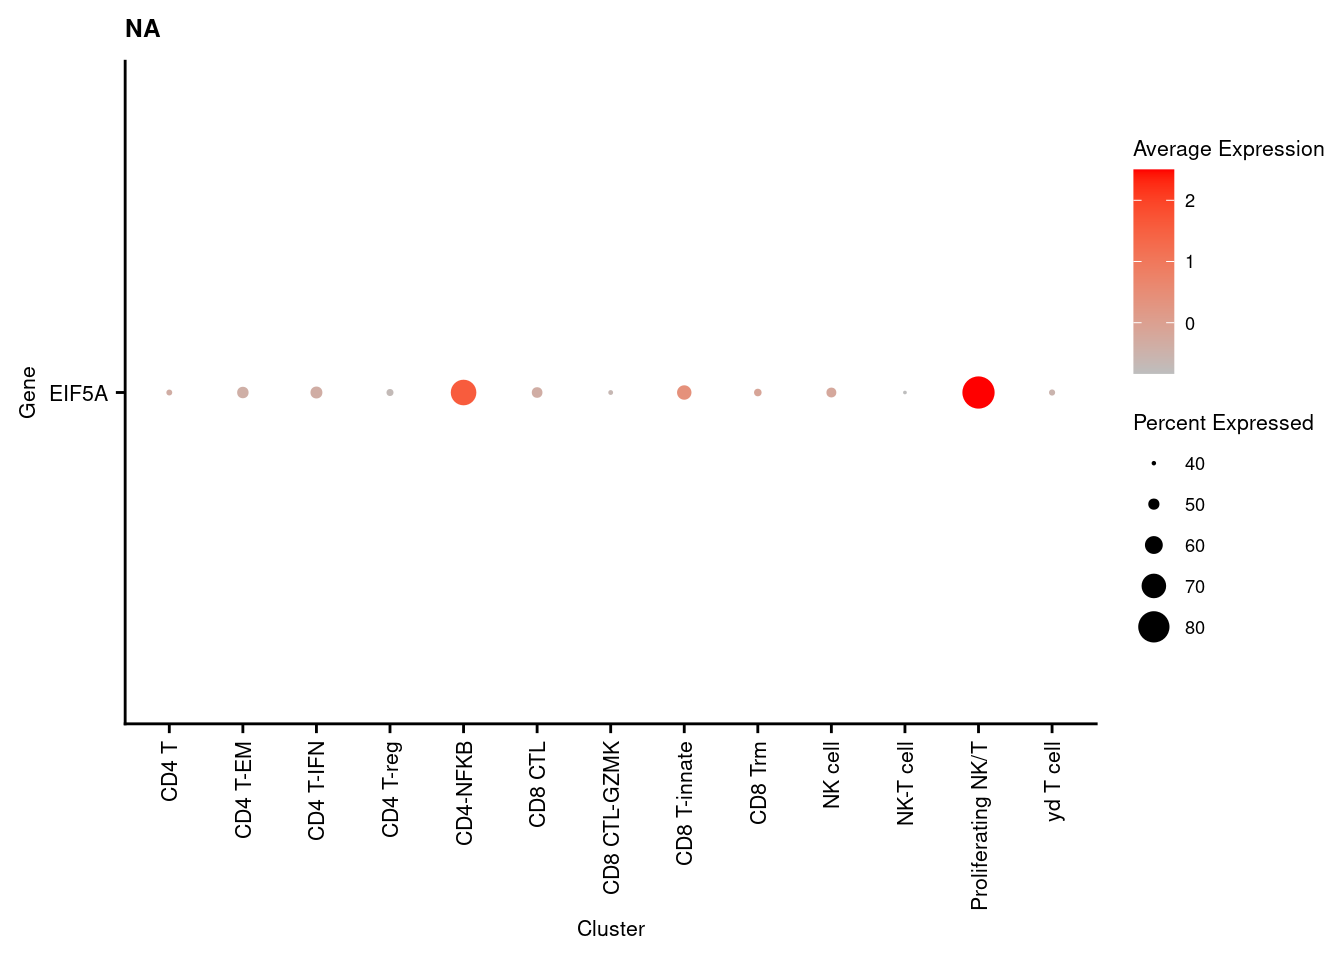 NA
Gene
EIF5A
CD4 T
CD4 T-EM
CD4 T-IFN
CD4 T-reg
CD4-NFKB
CD8 CTL
CD8 CTL-GZMK
CD8 T-innate
CD8 Trm
NK cell
NK-T cell
Proliferating NK/T
yd T cell
Cluster
Average Expression
2
1
0
Percent Expressed
40
50
60
70
80